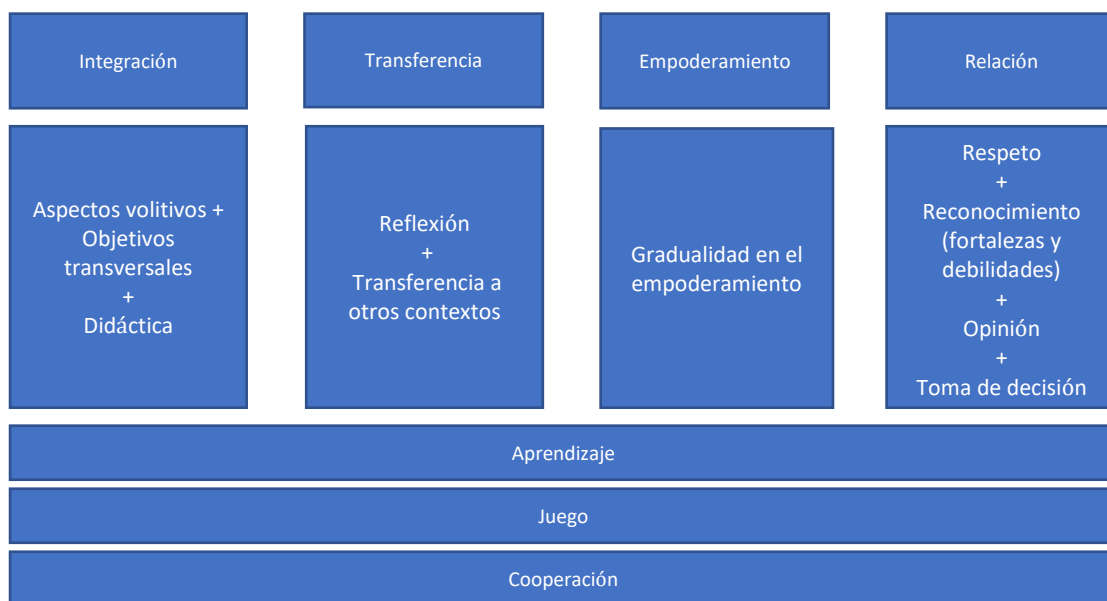 Integración
Transferencia
Empoderamiento
Relación
Aspectos volitivos +
Objetivos
transversales
+
Didáctica
Reflexión
+
Transferencia a
otros contextos
Gradualidad en el
empoderamiento
Respeto
+
Reconocimiento
(fortalezas y
debilidades)
+
Opinión
+
Toma de decisión
Aprendizaje
Juego
Cooperación